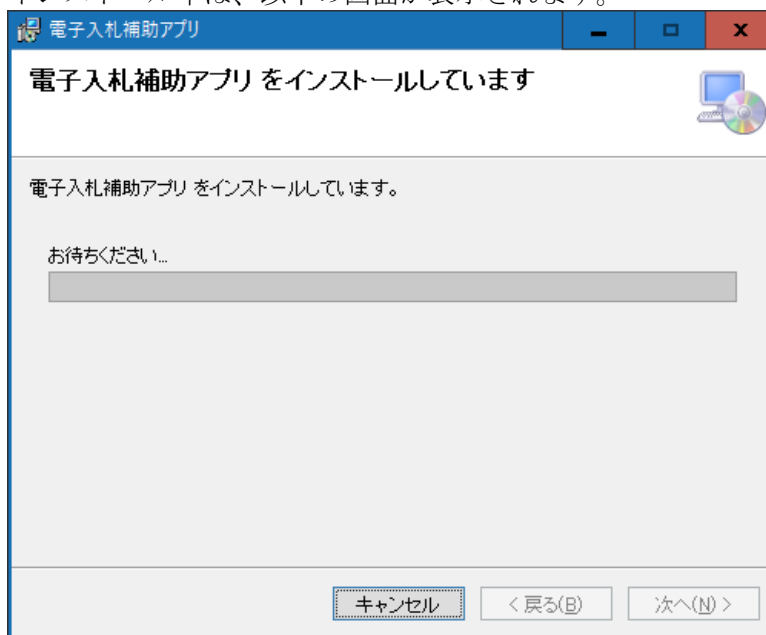 インストール中は、以下の画面が表示されます。
電子入札補助アプリ
電子入札補助アプリ をインストールしています
電子入札補助アプリ をインストールしています。
お待ちください...
キャンセル
< 戻る(B)
次へ(N) >